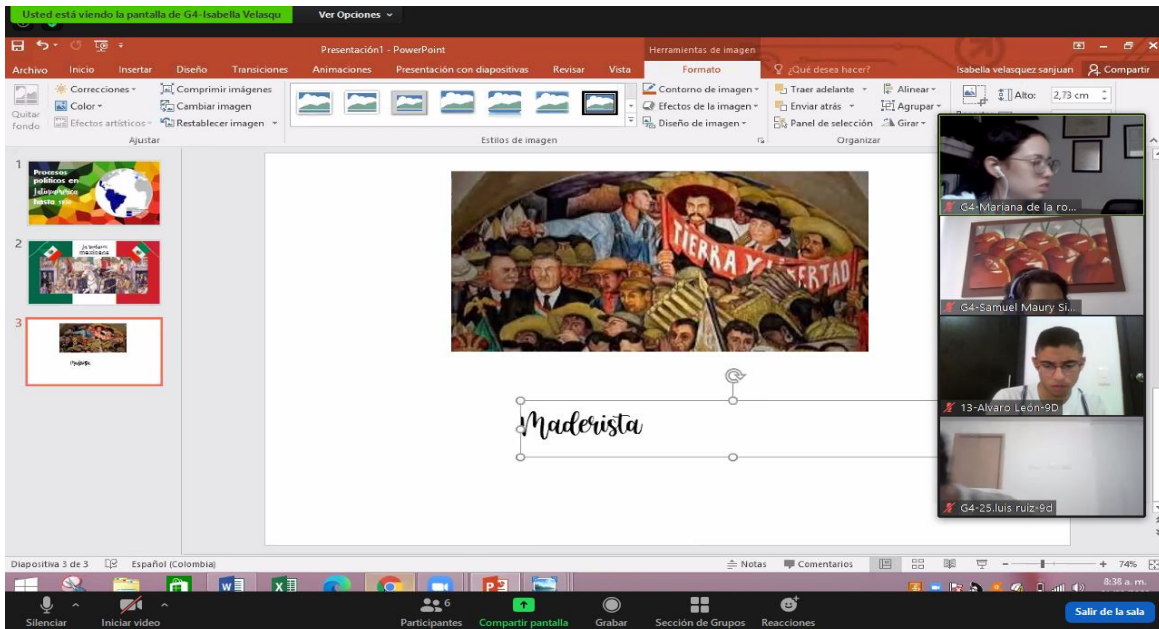 Usted está viendo la pantalla de G4-Isabella Velasqu Ver Opciones
Presentación1 - PowerPoint Herramientas de imagen
Archivo Inicio Insertar Diseño Transiciones Animaciones Presentación con diapositivas Revisar Vista Formato ¿Qué desea hacer? Isabella velasquez sanjuan Compartir
Quitar fondo
Correcciones
Color
Efectos artísticos
Comprimir imágenes
Cambiar imagen
Restablecer imagen
Ajustar
Estilos de imagen
Contorno de imagen
Efectos de la imagen
Diseño de imagen
Traer adelante
Enviar atrás
Panel de selección
Alinear
Agrupar
Girar
Organizar
Alto: 2,73 cm
1
Procesos
políticos en
hasta
2
mexicana
3
Maderista
TIERRA Y LIBERTAD
Maderista
G4-Mariana de la ro...
G4-Samuel Maury Si...
13-Alvaro León-9D
G4-25.luis ruiz-9d
Diapositiva 3 de 3 Español (Colombia) Notas Comentarios 74%
8:38 a. m.
Silenciar Iniciar video Participantes 6 Compartir pantalla Grabar Sección de Grupos Reacciones Salir de la sala